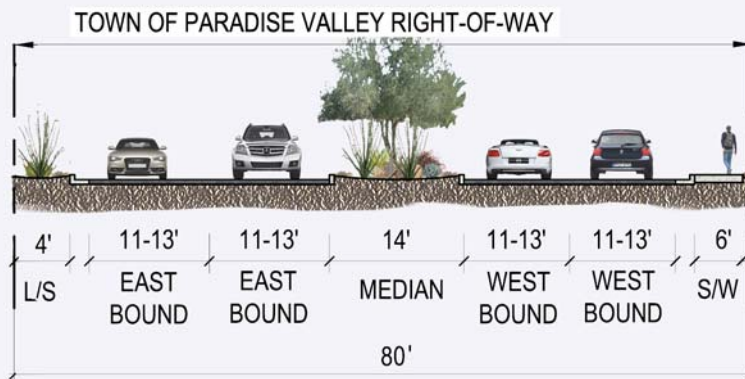 TOWN OF PARADISE VALLEY RIGHT-OF-WAY
4' 11-13' 11-13' 14' 11-13' 11-13' 6'
L/S EAST BOUND EAST BOUND MEDIAN WEST BOUND WEST BOUND S/W
80'